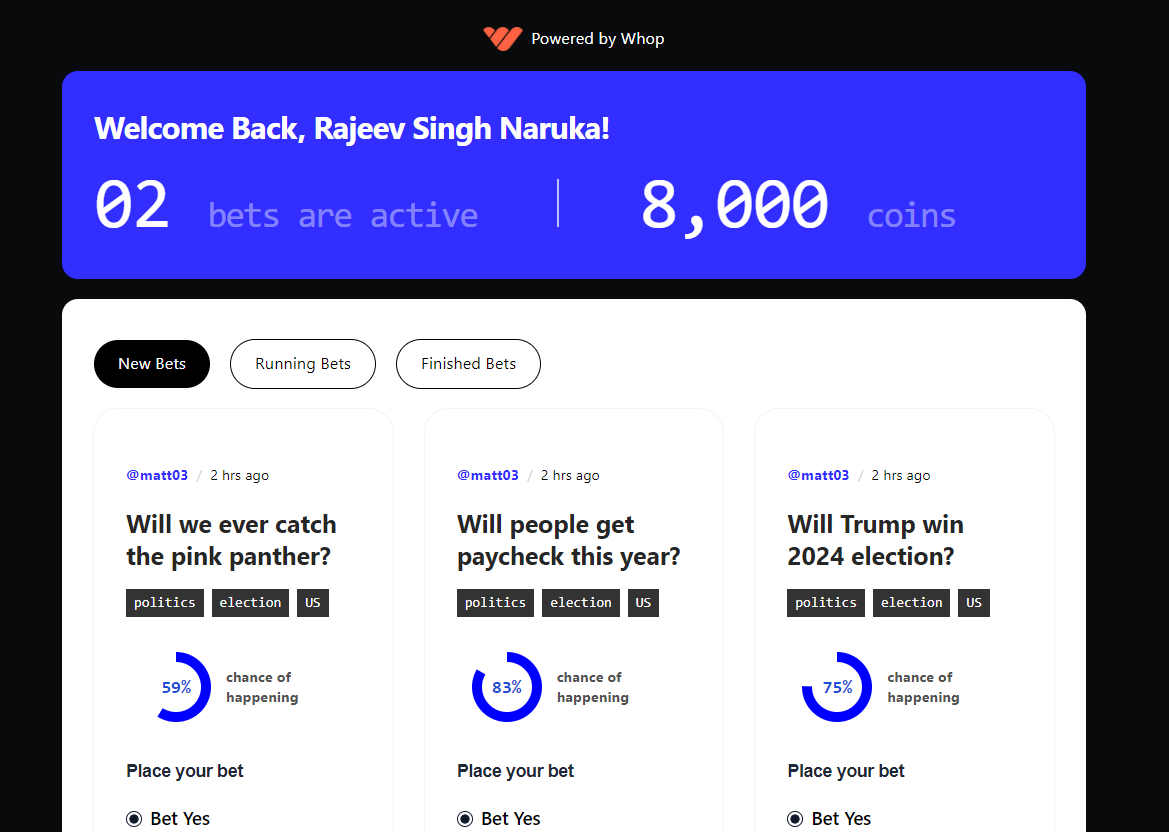 Powered by Whop
Welcome Back, Rajeev Singh Naruka!
02 bets are active
8,000 coins
New Bets
Running Bets
Finished Bets
@matt03 / 2 hrs ago
Will we ever catch
the pink panther?
politics election US
59%
chance of
happening
Place your bet
Bet Yes
@matt03 / 2 hrs ago
Will people get
paycheck this year?
politics election US
83%
chance of
happening
Place your bet
Bet Yes
@matt03 / 2 hrs ago
Will Trump win
2024 election?
politics election US
75%
chance of
happening
Place your bet
Bet Yes